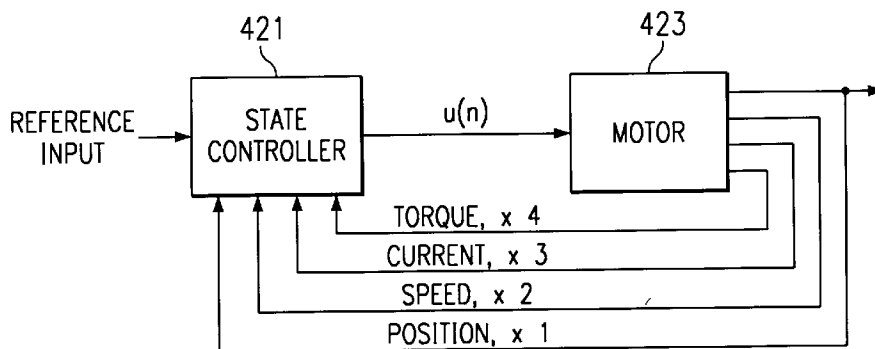 421
423
REFERENCE
INPUT
STATE
CONTROLLER
u(n)
MOTOR
TORQUE, x 4
CURRENT, x 3
SPEED, x 2
POSITION, x 1